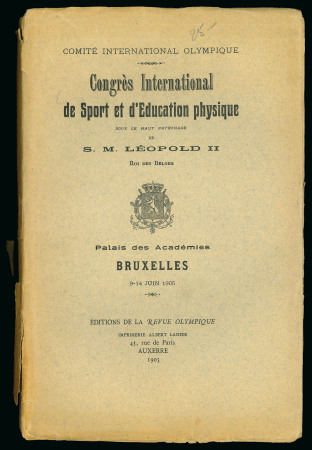 25-
COMITÉ INTERNATIONAL OLYMPIQUE
Congrès International
de Sport et d'Education physique
SOUS LE HAUT PATRONAGE
DE
S. M. LÉOPOLD II
ROI DES BELGES
Palais des Académies
BRUXELLES
9-14 JUIN 1905
ÉDITIONS DE LA REVUE OLYMPIQUE
IMPRIMERIE ALBERT LANIER
43, rue de Paris
AUXERRE
1905